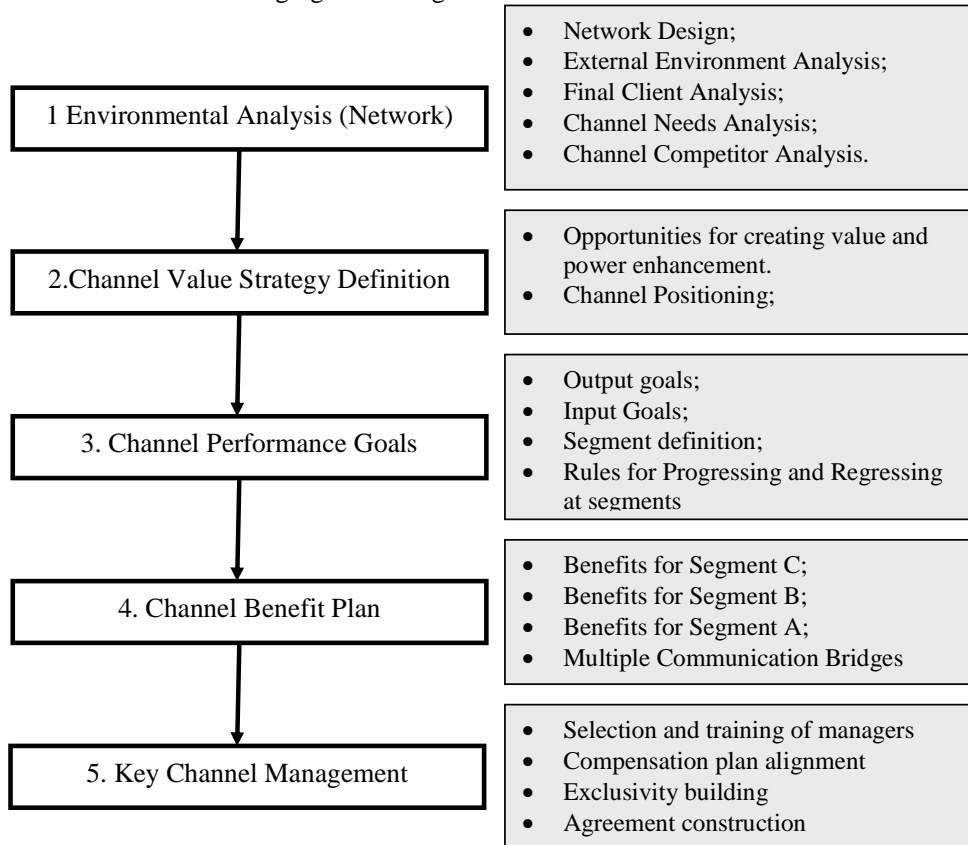 • Network Design;
• External Environment Analysis;
• Final Client Analysis;
• Channel Needs Analysis;
• Channel Competitor Analysis.
1 Environmental Analysis (Network)
• Opportunities for creating value and
power enhancement.
• Channel Positioning;
2.Channel Value Strategy Definition
• Output goals;
• Input Goals;
• Segment definition;
• Rules for Progressing and Regressing
at segments
3. Channel Performance Goals
• Benefits for Segment C;
• Benefits for Segment B;
• Benefits for Segment A;
• Multiple Communication Bridges
4. Channel Benefit Plan
• Selection and training of managers
• Compensation plan alignment
• Exclusivity building
• Agreement construction
5. Key Channel Management